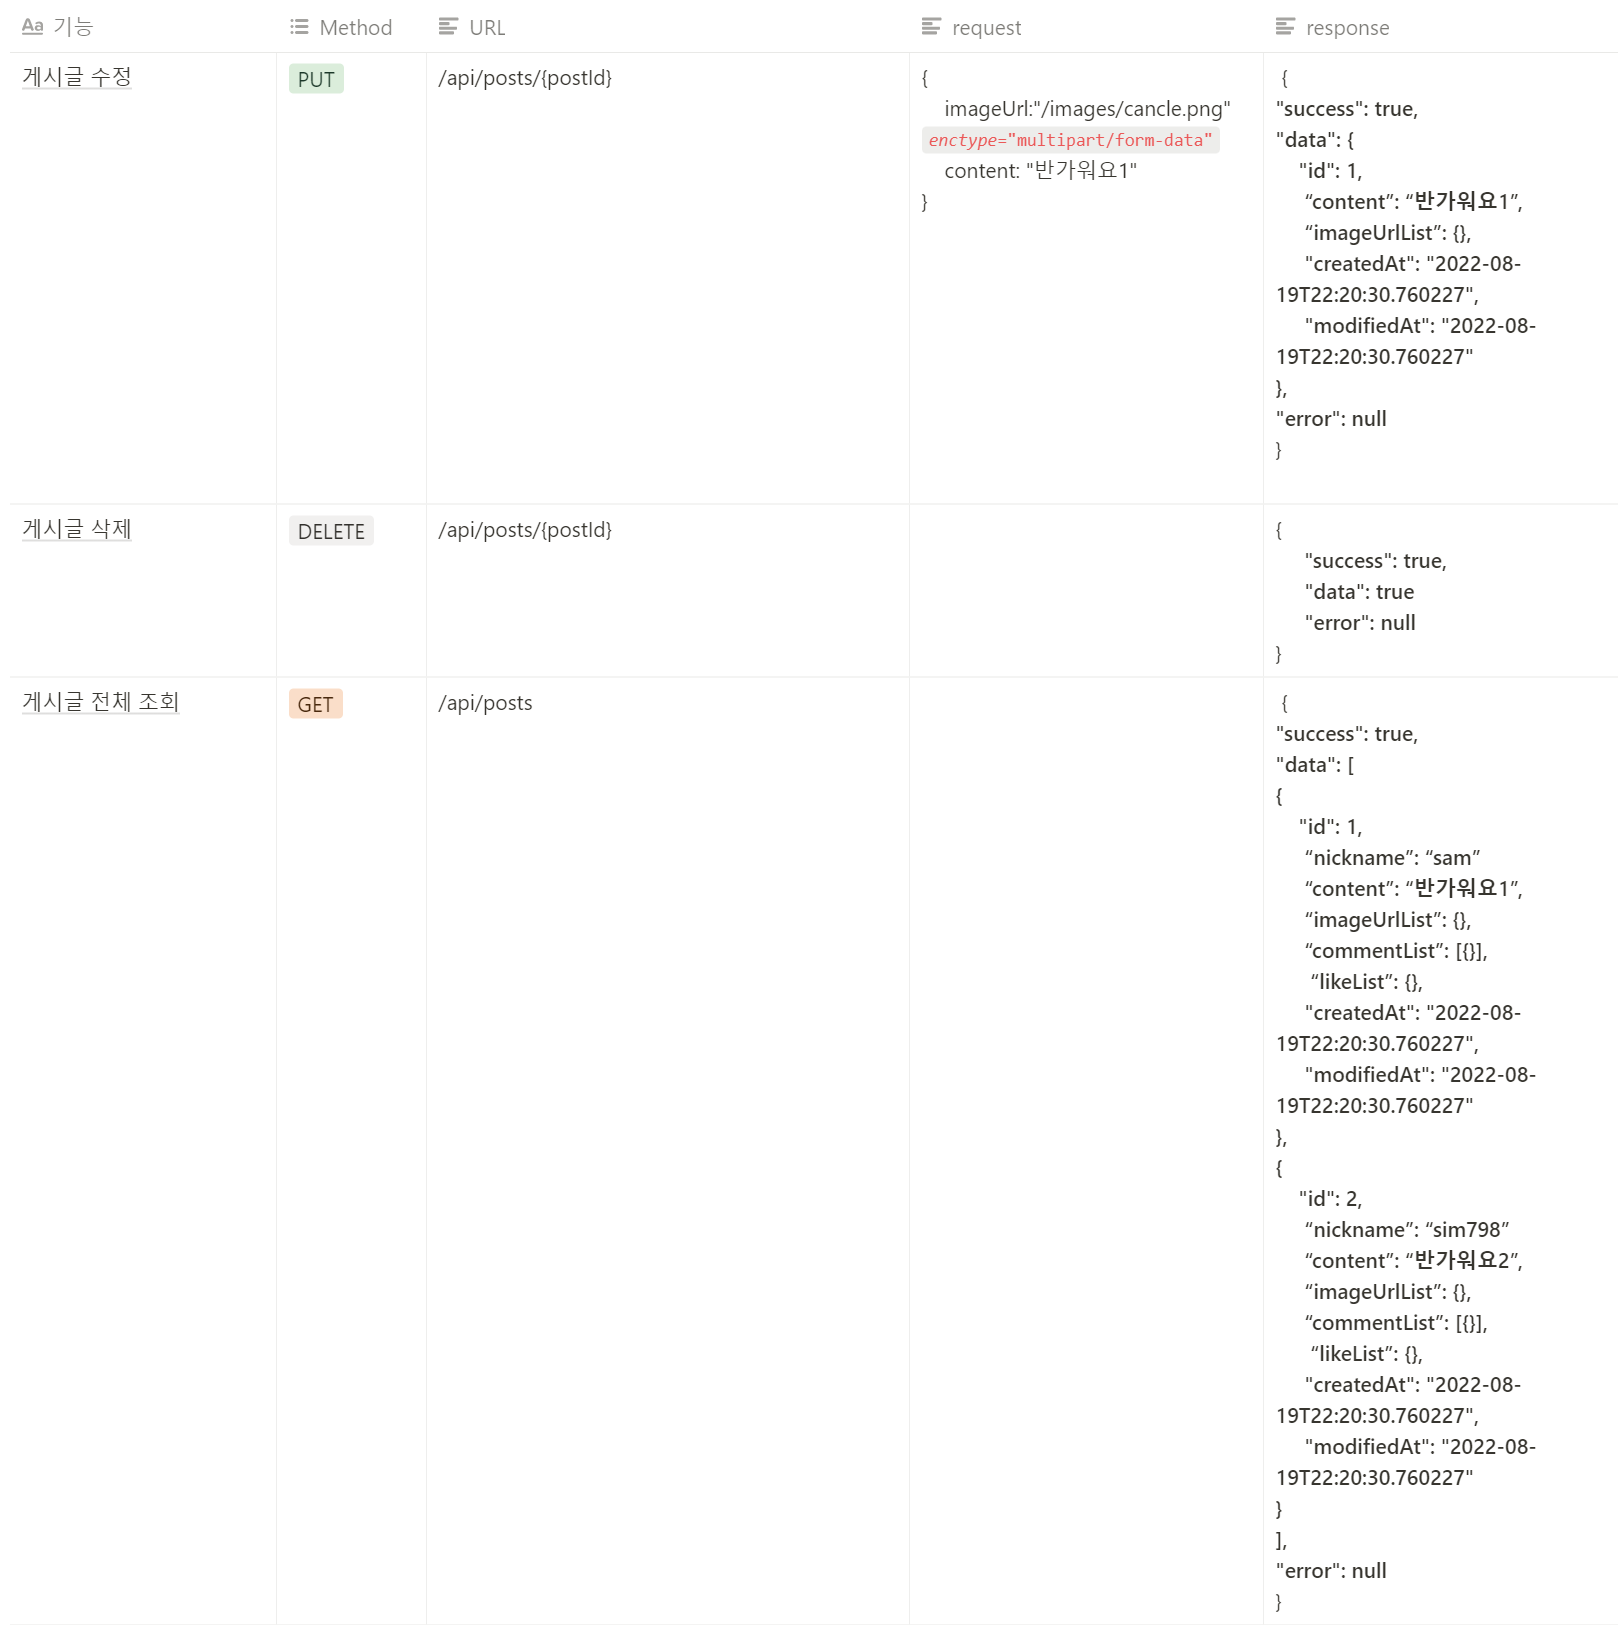 Aa 기능 Method URL request response
게시글 수정 PUT /api/posts/{postId}
{
imageUrl:"/images/cancle.png"
enctype="multipart/form-data"
content: "반가워요1"
}
{
"success": true,
"data": {
"id": 1,
“content”: “반가워요1”,
“imageUrlList”: {},
"createdAt": "2022-08-
19T22:20:30.760227",
"modifiedAt": "2022-08-
19T22:20:30.760227"
},
"error": null
}
게시글 삭제 DELETE /api/posts/{postId}
{
"success": true,
"data": true
"error": null
}
게시글 전체 조회 GET /api/posts
{
"success": true,
"data": [
{
"id": 1,
“nickname”: “sam”
“content”: “반가워요1”,
“imageUrlList”: {},
“commentList”: [{}],
“likeList”: {},
"createdAt": "2022-08-
19T22:20:30.760227",
"modifiedAt": "2022-08-
19T22:20:30.760227"
},
{
"id": 2,
“nickname”: “sim798”
“content”: “반가워요2”,
“imageUrlList”: {},
“commentList”: [{}],
“likeList”: {},
"createdAt": "2022-08-
19T22:20:30.760227",
"modifiedAt": "2022-08-
19T22:20:30.760227"
}
],
"error": null
}